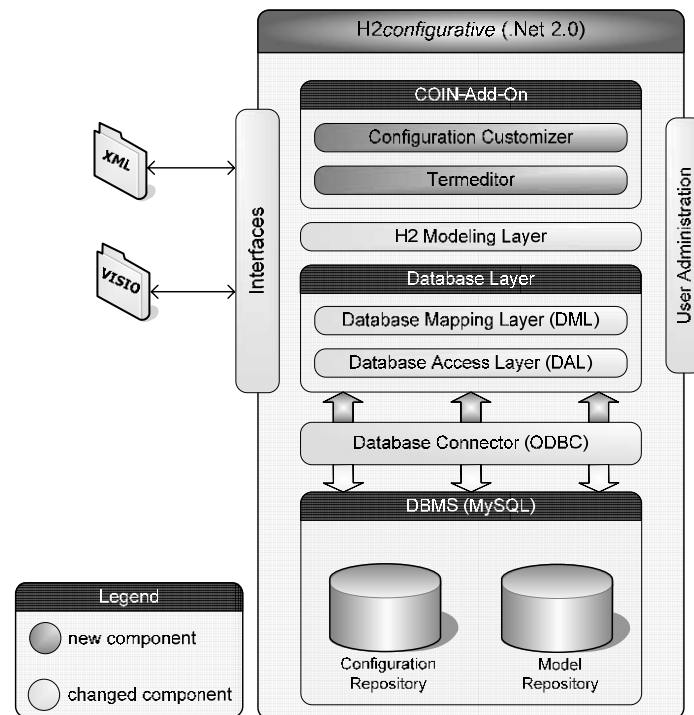 H2configurative (.Net 2.0)
COIN-Add-On
Configuration Customizer
Termeditor
XML
VISIO
Interfaces
User Administration
H2 Modeling Layer
Database Layer
Database Mapping Layer (DML)
Database Access Layer (DAL)
Database Connector (ODBC)
DBMS (MySQL)
Configuration
Repository
Model
Repository
Legend
new component
changed component